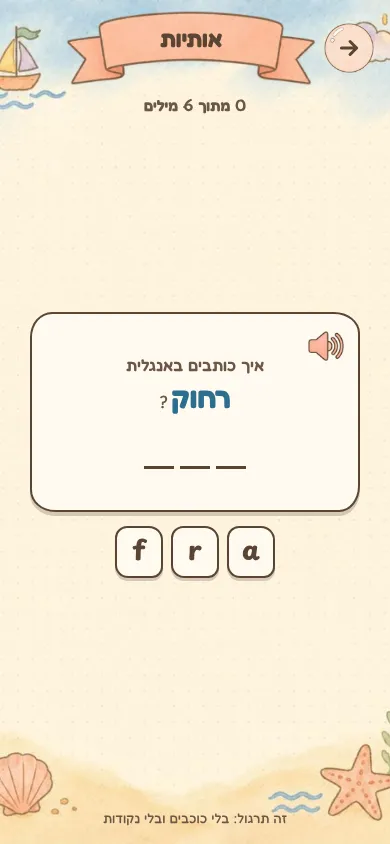 אותיות
0 מתוך 6 מילים
איך כותבים באנגלית
רחוק?
f r a
זה תרגול: בלי כוכבים ובלי נקודות